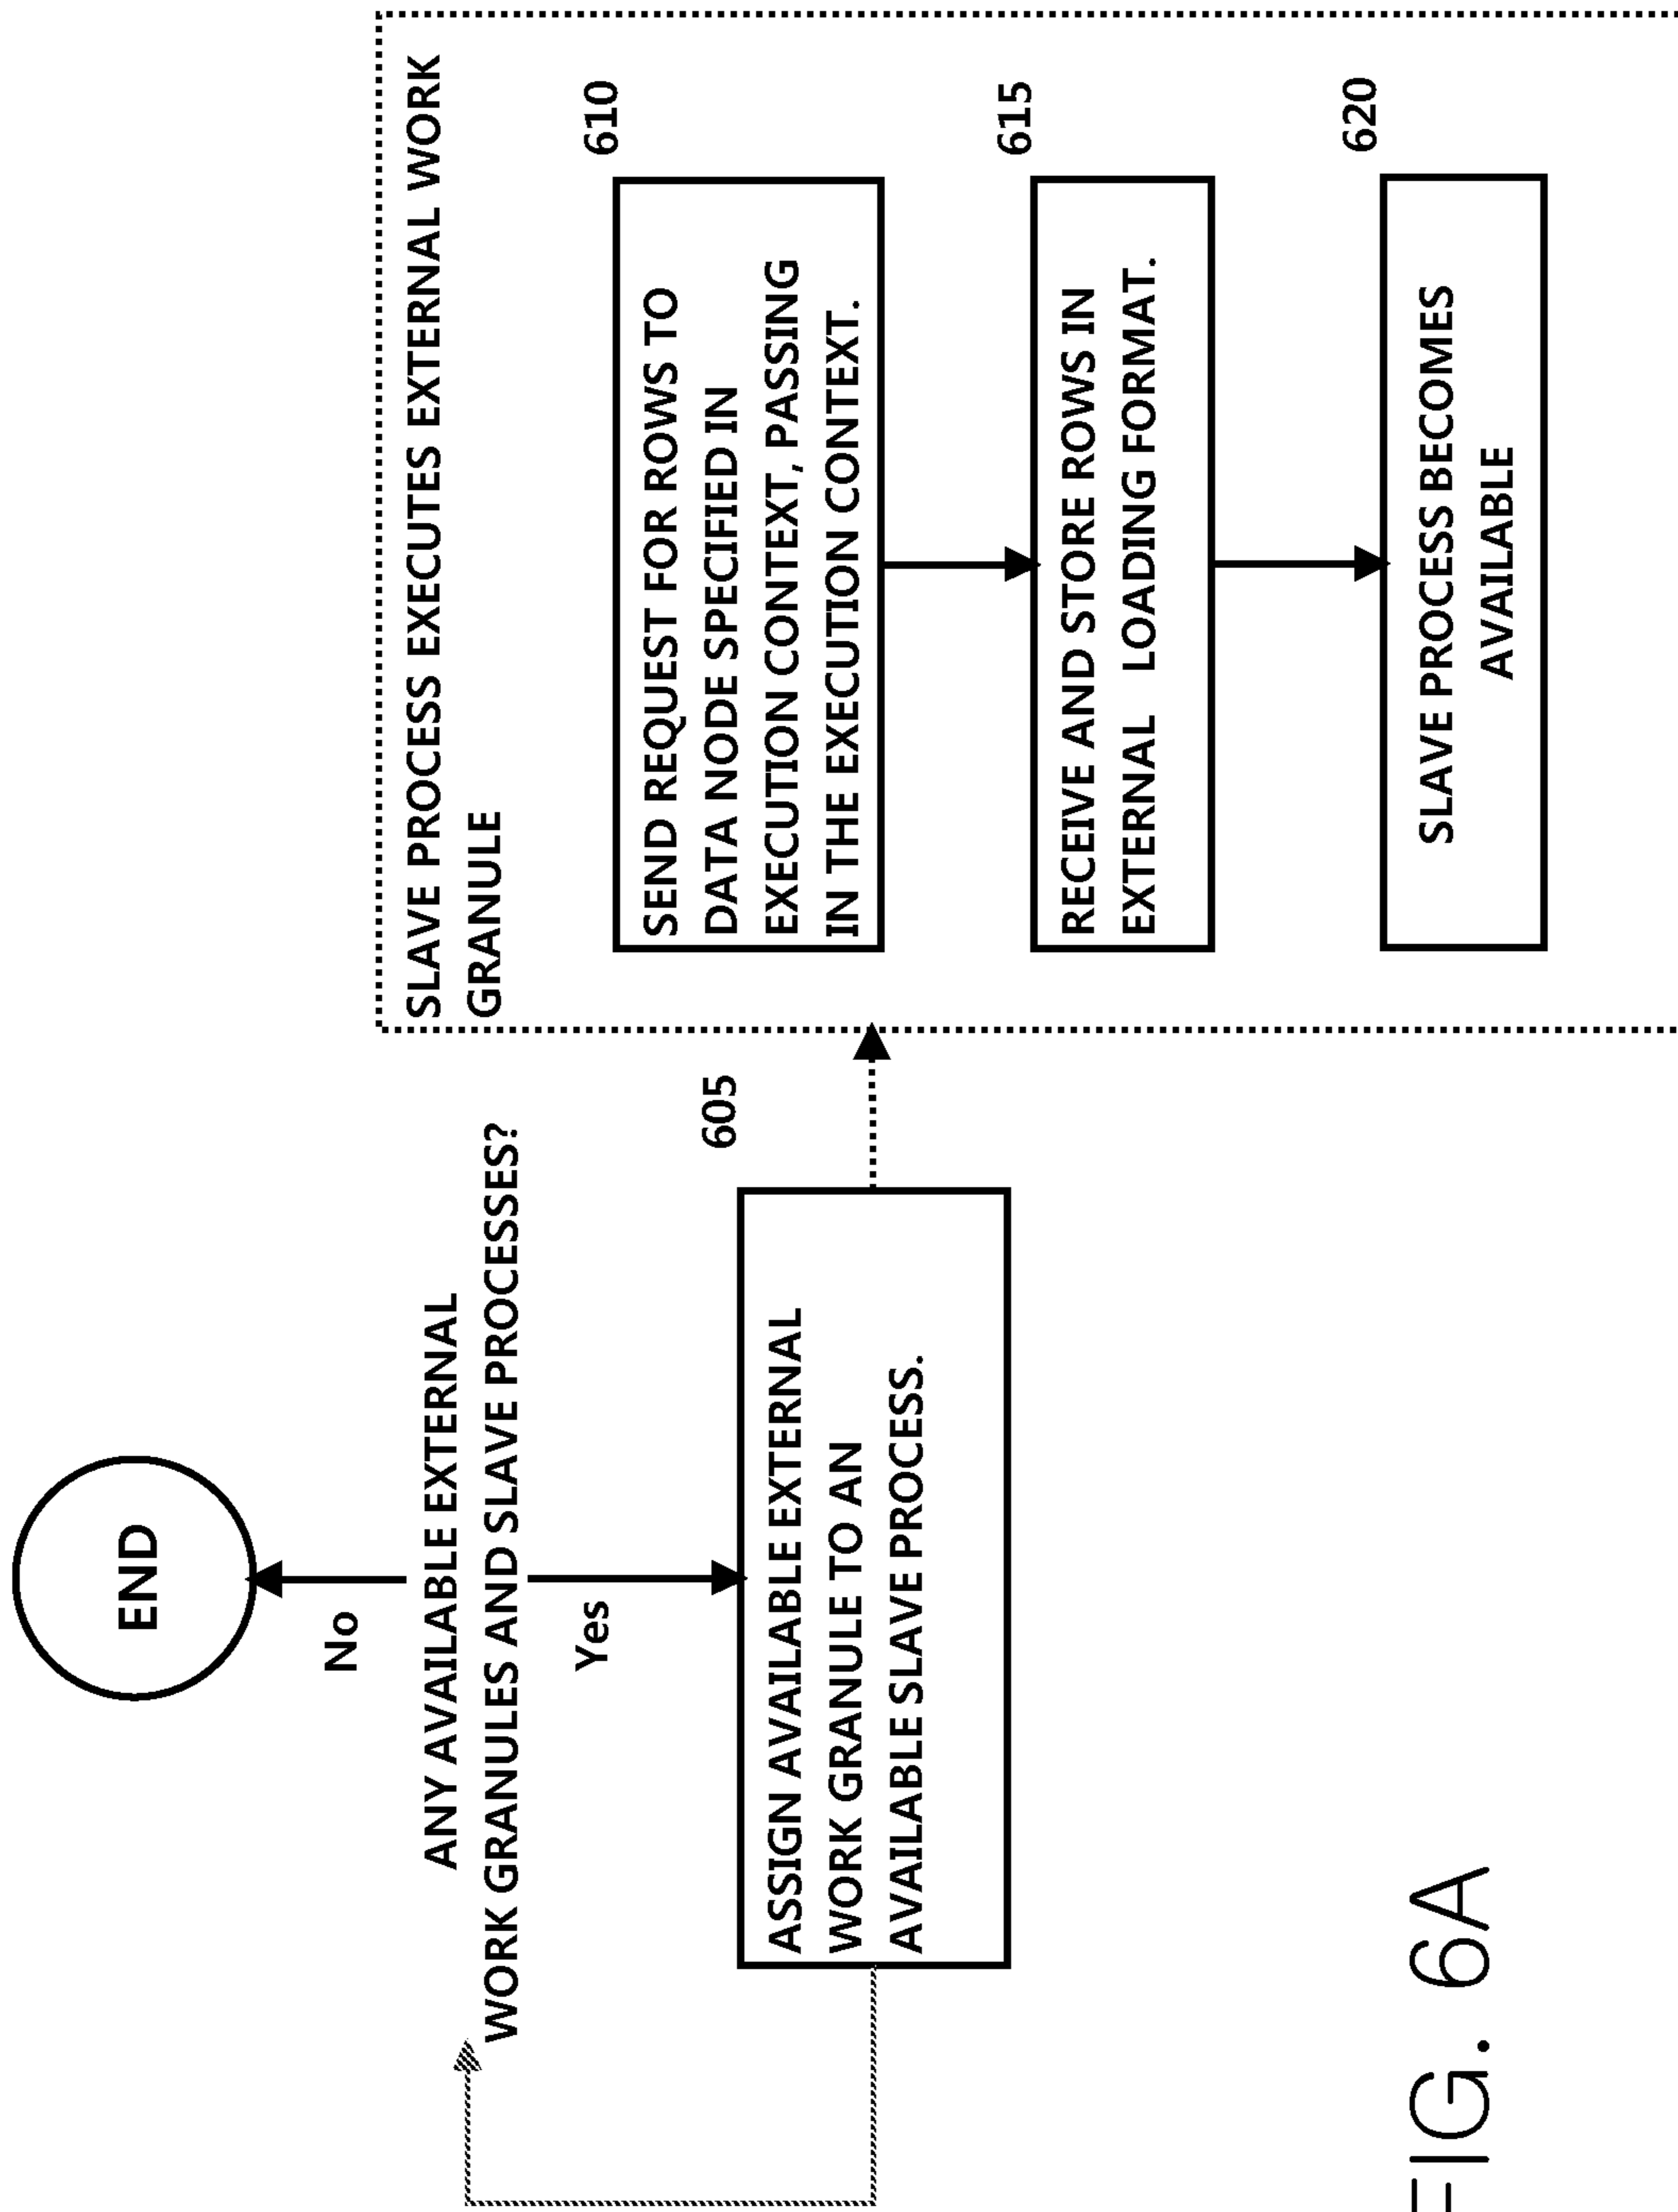 END
No
ANY AVAILABLE EXTERNAL
WORK GRANULES AND SLAVE PROCESSES?
Yes
605
ASSIGN AVAILABLE EXTERNAL
WORK GRANULE TO AN
AVAILABLE SLAVE PROCESS.
SLAVE PROCESS EXECUTES EXTERNAL WORK
GRANULE
610
SEND REQUEST FOR ROWS TO
DATA NODE SPECIFIED IN
EXECUTION CONTEXT, PASSING
IN THE EXECUTION CONTEXT.
615
RECEIVE AND STORE ROWS IN
EXTERNAL LOADING FORMAT.
620
SLAVE PROCESS BECOMES
AVAILABLE
FIG. 6A